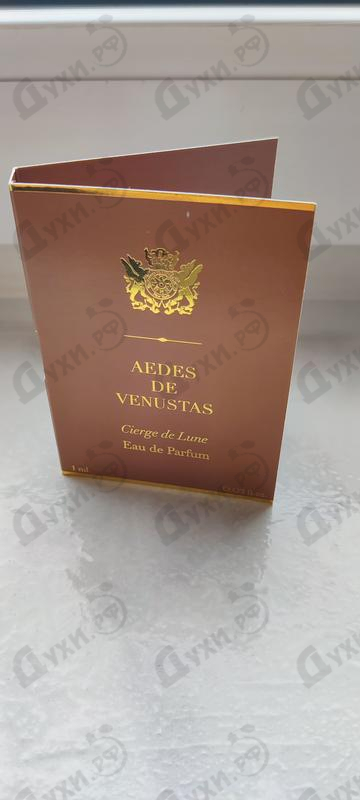 AEDES
DE
VENUSTAS
Cierge de Lune
Eau de Parfum
1 ml
Духи.РФ